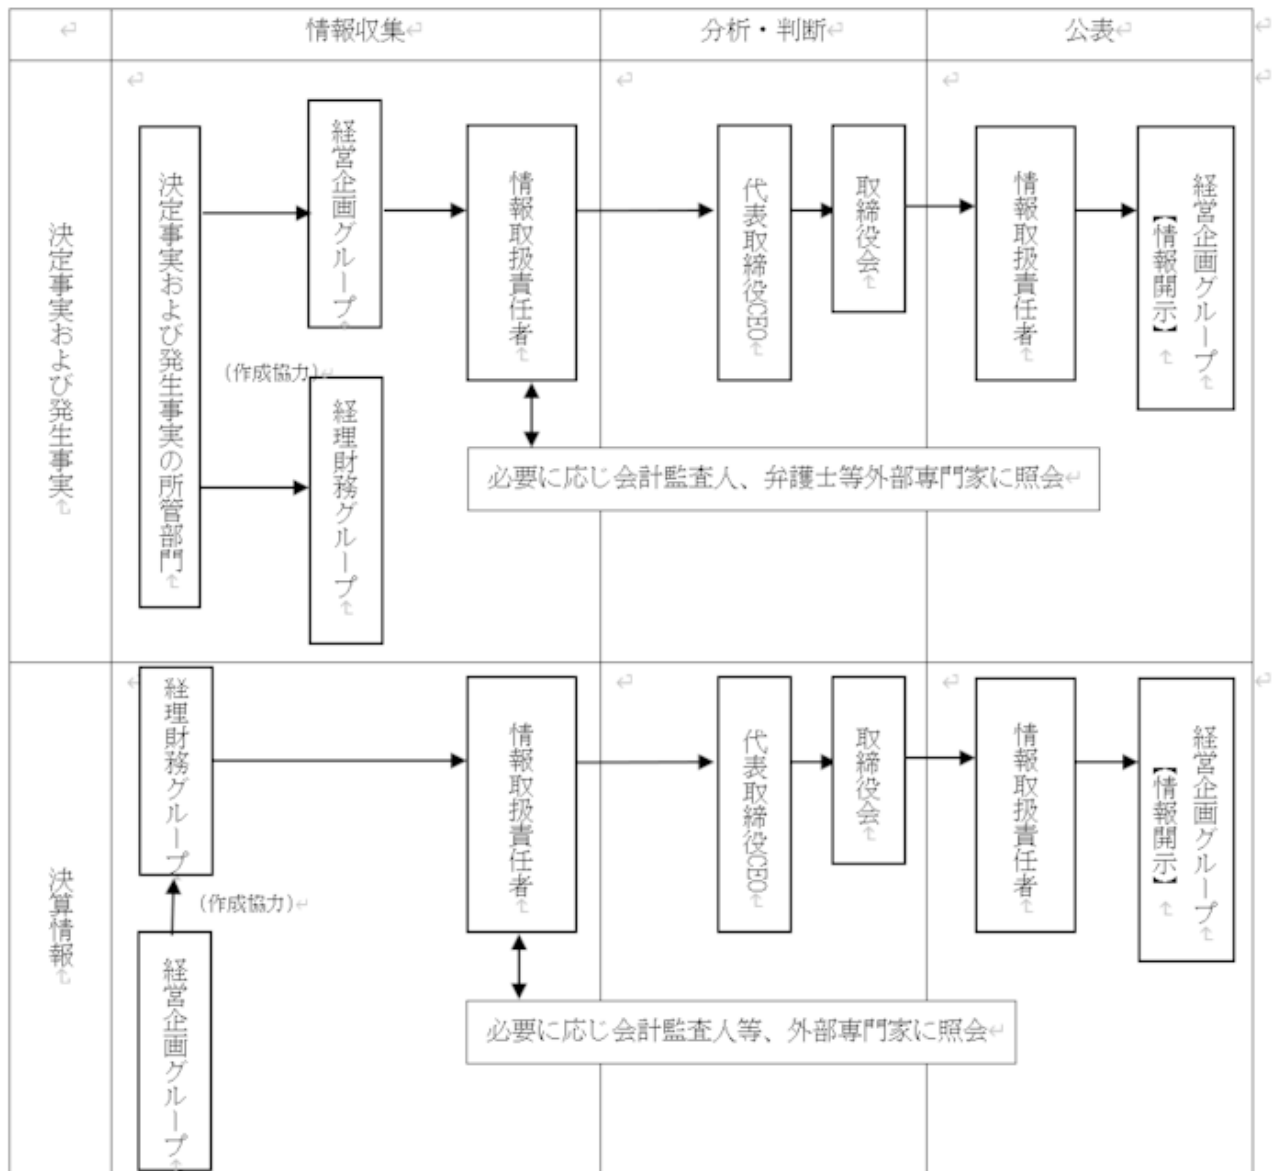 情報収集
分析・判断
公表
決定事実および発生事実
決定事実および発生事実の所管部門
経営企画グループ
(作成協力)
経理財務グループ
情報取扱責任者
代表取締役CEO
取締役会
情報取扱責任者
経営企画グループ
【情報開示】
必要に応じ会計監査人、弁護士等外部専門家に照会
決算情報
経理財務グループ
(作成協力)
経営企画グループ
情報取扱責任者
代表取締役CEO
取締役会
情報取扱責任者
経営企画グループ
【情報開示】
必要に応じ会計監査人等、外部専門家に照会